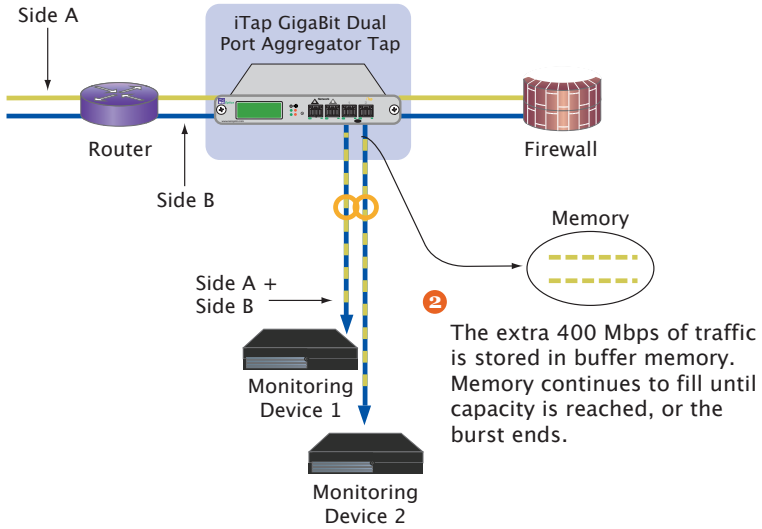 Side A
iTap GigaBit Dual
Port Aggregator Tap
Router
Firewall
Side B
Memory
Side A +
Side B
2
The extra 400 Mbps of traffic
is stored in buffer memory.
Memory continues to fill until
capacity is reached, or the
burst ends.
Monitoring
Device 1
Monitoring
Device 2